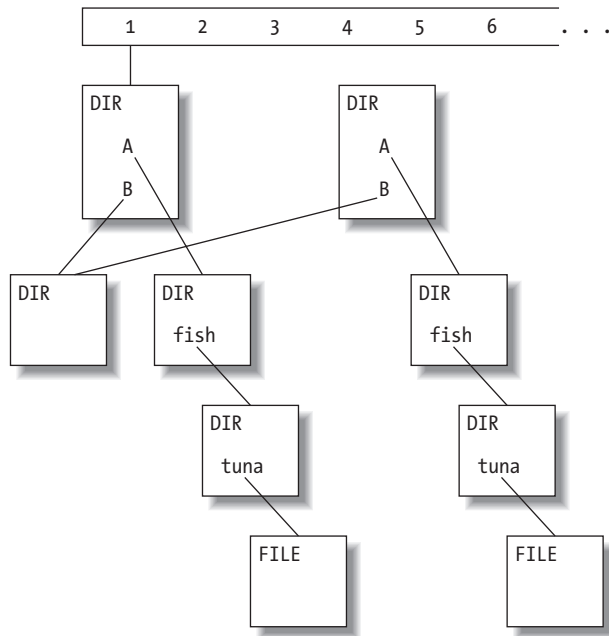 1 2 3 4 5 6 . . .
DIR DIR
A A
B B
DIR DIR DIR
fish fish
DIR DIR
tuna tuna
FILE FILE